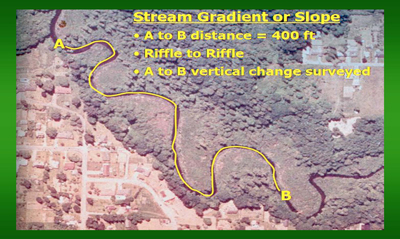 Stream Gradient or Slope
• A to B distance = 400 ft
• Riffle to Riffle
• A to B vertical change surveyed
A
B